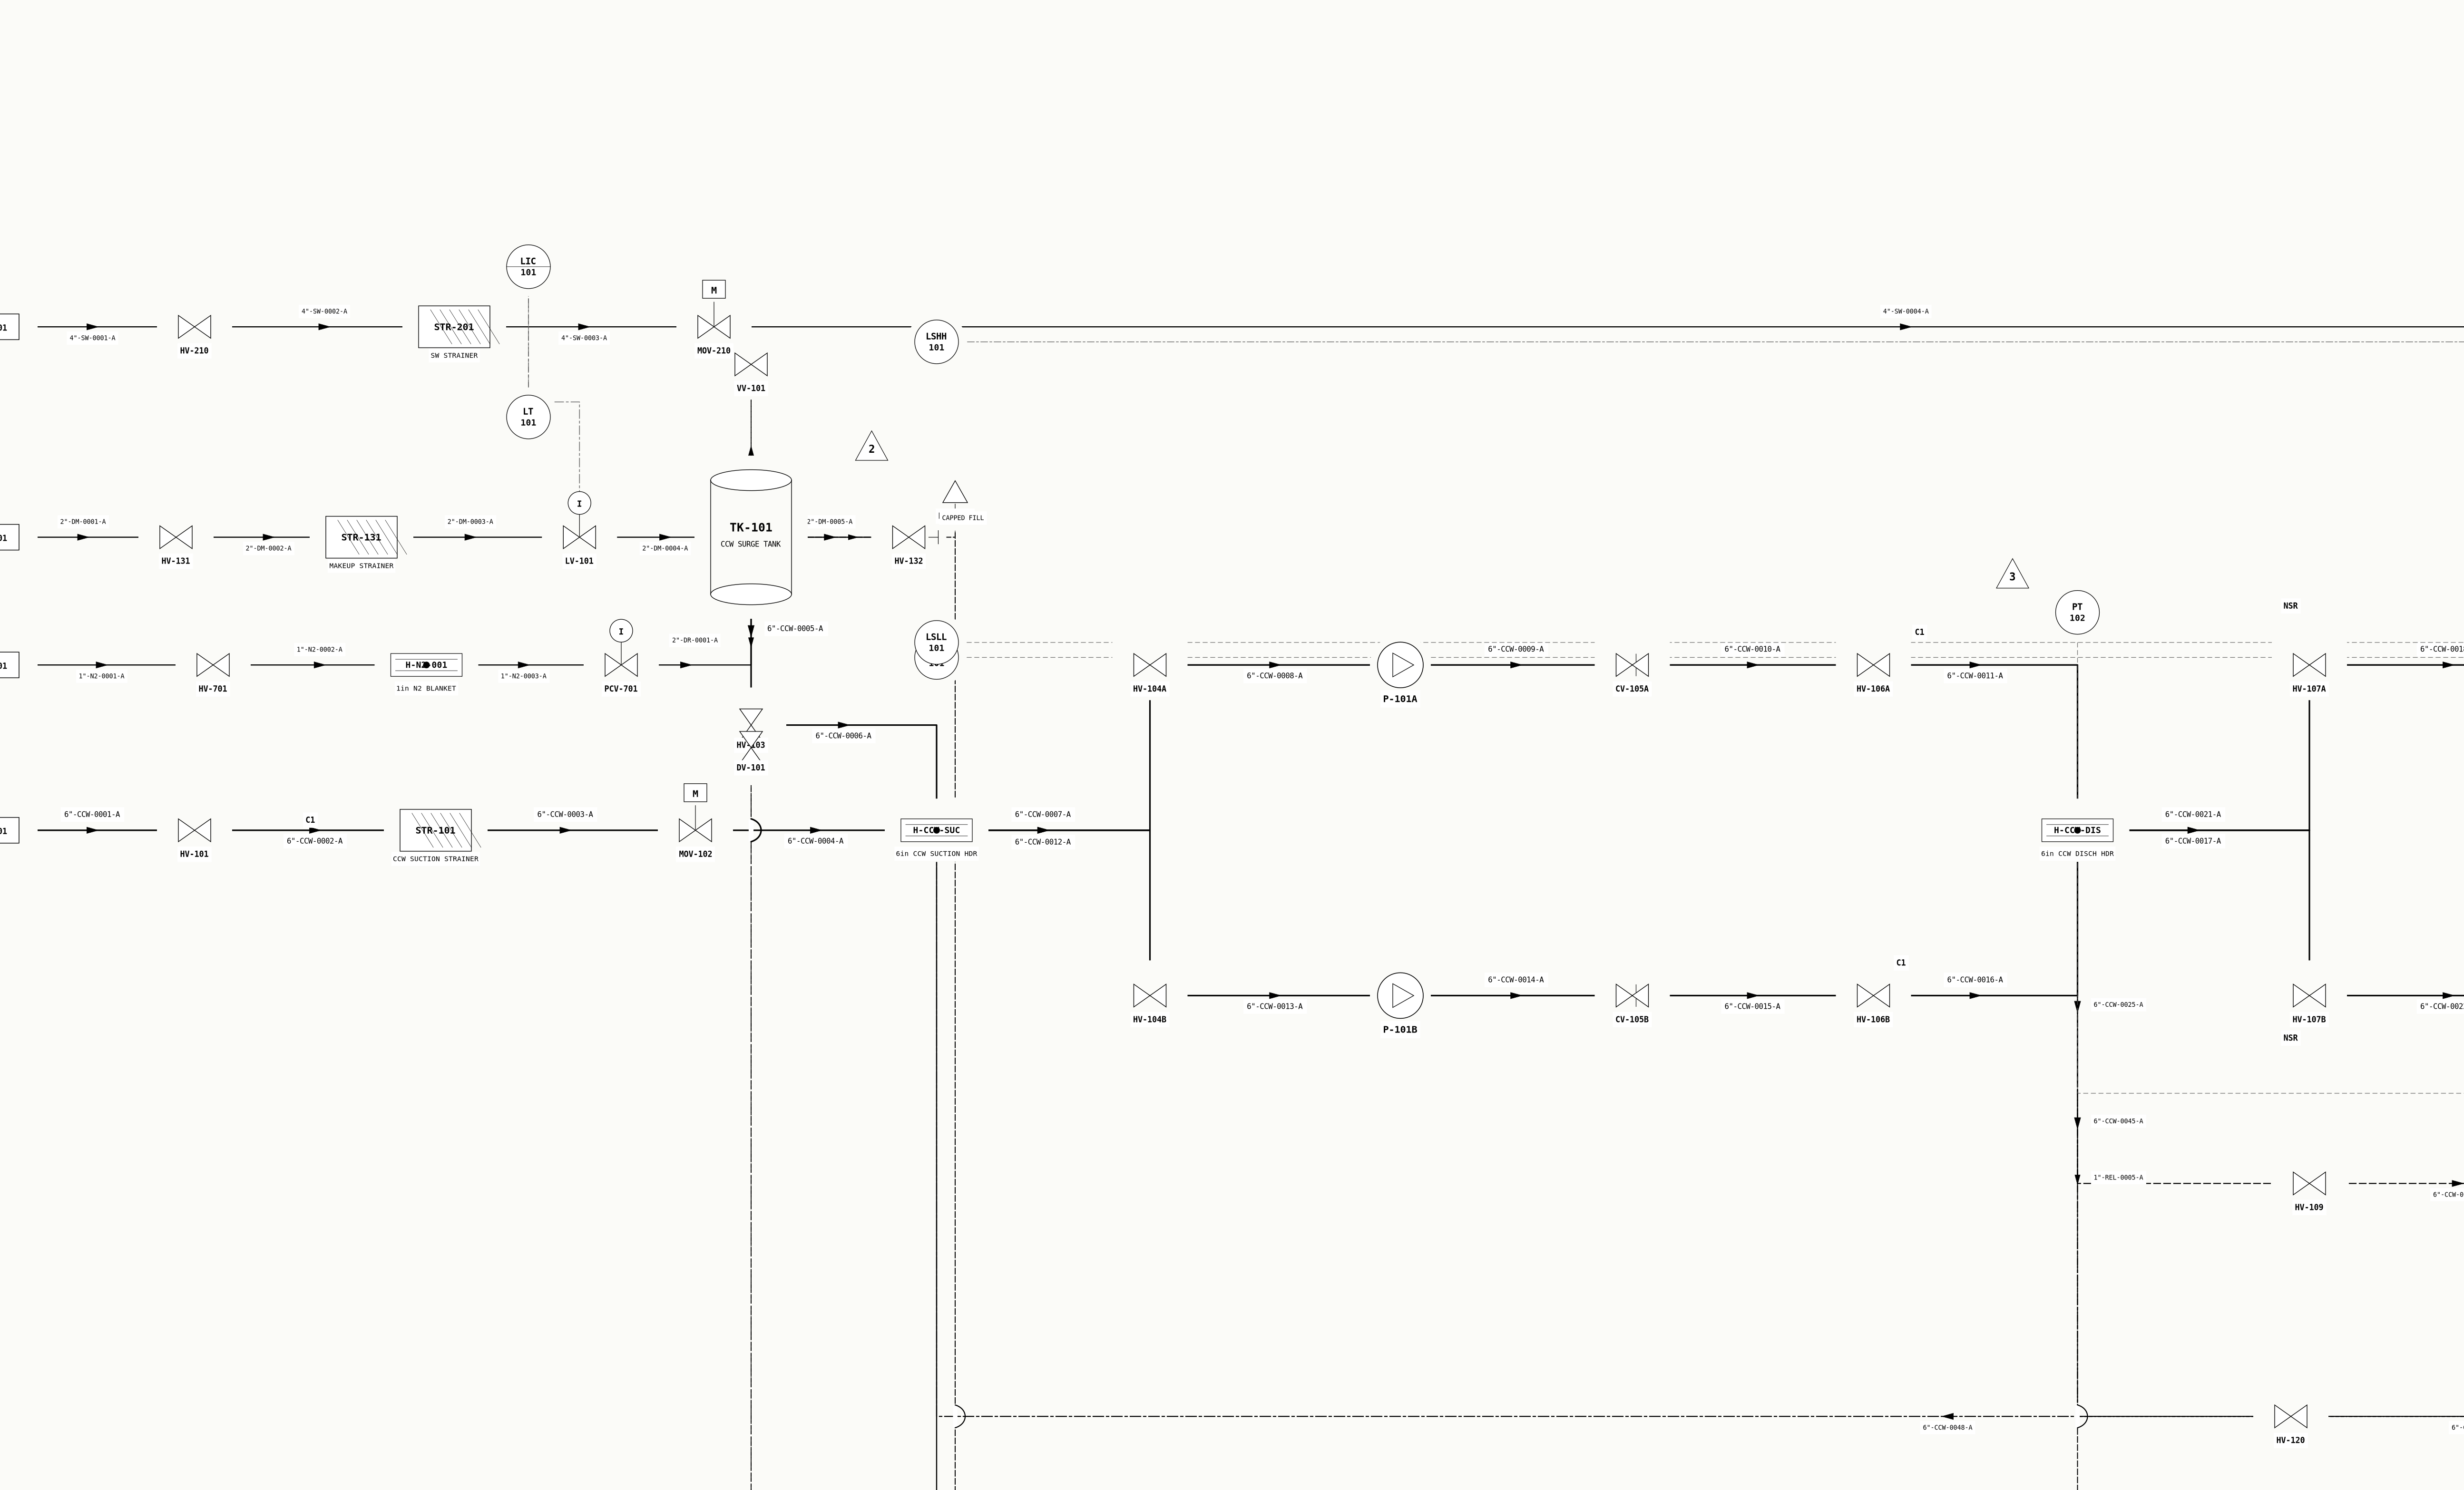 LIC
101
M
4"-SW-0002-A
4"-SW-0004-A
01
STR-201
LSHH
101
4"-SW-0001-A
4"-SW-0003-A
HV-210
SW STRAINER
MOV-210
VV-101
LT
101
2
I
CAPPED FILL
2"-DM-0001-A
2"-DM-0003-A
TK-101
2"-DM-0005-A
01
STR-131
CCW SURGE TANK
2"-DM-0002-A
2"-DM-0004-A
HV-131
MAKEUP STRAINER
LV-101
HV-132
3
PT
102
NSR
I
6"-CCW-0005-A
C1
LSLL
101
2"-DR-0001-A
1"-N2-0002-A
6"-CCW-0009-A
6"-CCW-0010-A
01
1"-N2-0001-A
1"-N2-0003-A
6"-CCW-0008-A
6"-CCW-0011-A
HV-701
1in N2 BLANKET
PCV-701
HV-104A
P-101A
CV-105A
HV-106A
HV-107A
6"-CCW-0006-A
HV-103
DV-101
M
6"-CCW-0001-A
C1
6"-CCW-0003-A
6"-CCW-0007-A
6"-CCW-0021-A
01
STR-101
H-CCW-SUC
H-CCW-DIS
6"-CCW-0002-A
6"-CCW-0004-A
6"-CCW-0012-A
6"-CCW-0017-A
HV-101
CCW SUCTION STRAINER
MOV-102
6in CCW SUCTION HDR
6in CCW DISCH HDR
C1
6"-CCW-0014-A
6"-CCW-0016-A
6"-CCW-0013-A
6"-CCW-0015-A
6"-CCW-0025-A
HV-104B
P-101B
CV-105B
HV-106B
HV-107B
NSR
6"-CCW-0045-A
1"-REL-0005-A
HV-109
6"-CCW-0048-A
HV-120